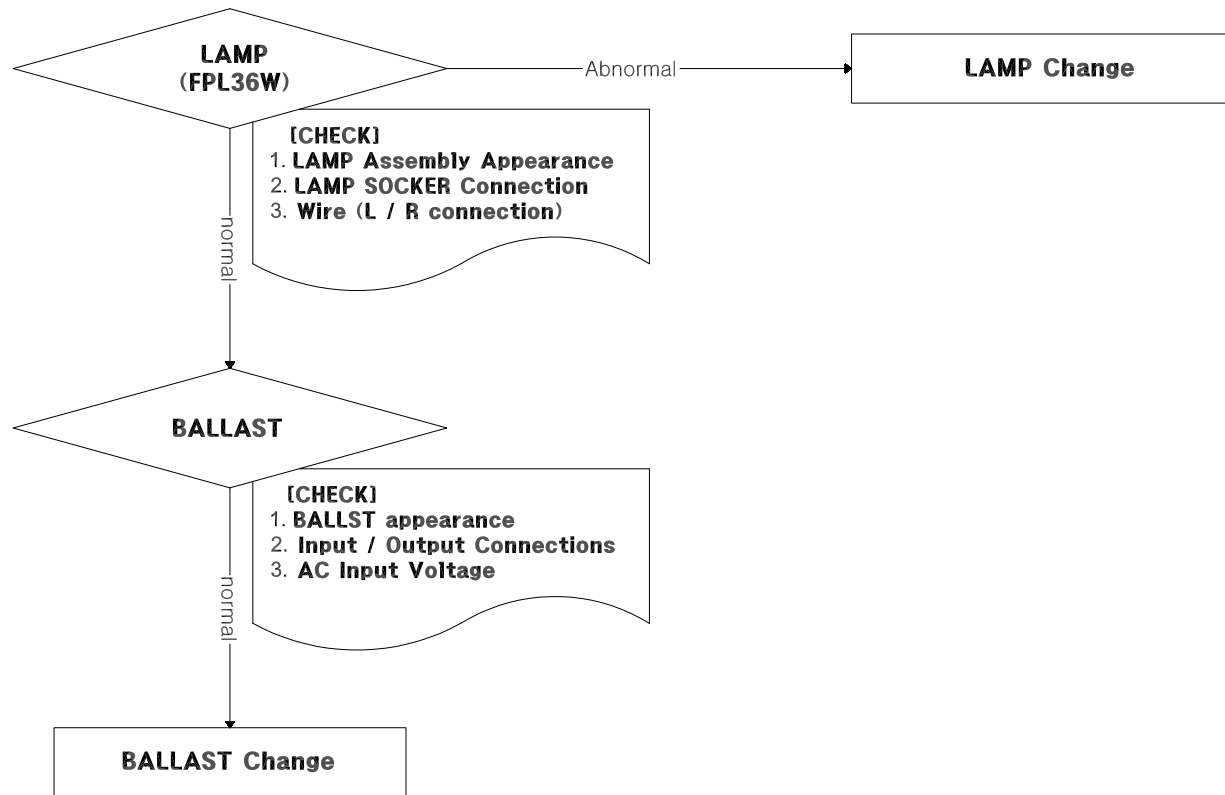 LAMP
(FPL36W)
Abnormal
LAMP Change
[CHECK]
1. LAMP Assembly Appearance
2. LAMP SOCKER Connection
3. Wire (L / R connection)
normal
BALLAST
[CHECK]
1. BALLST appearance
2. Input / Output Connections
3. AC Input Voltage
normal
BALLAST Change